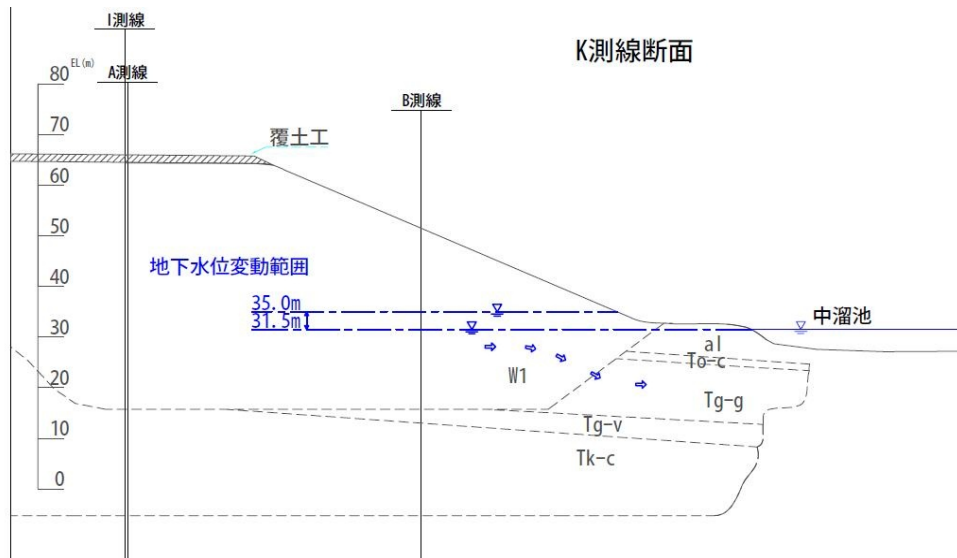 I測線
K測線断面
EL(m)
80
A測線
B測線
70
覆土工
60
50
地下水位変動範囲
40
35.0m
31.5m
中溜池
30
al
To-c
W1
20
Tg-g
Tg-v
10
Tk-c
0